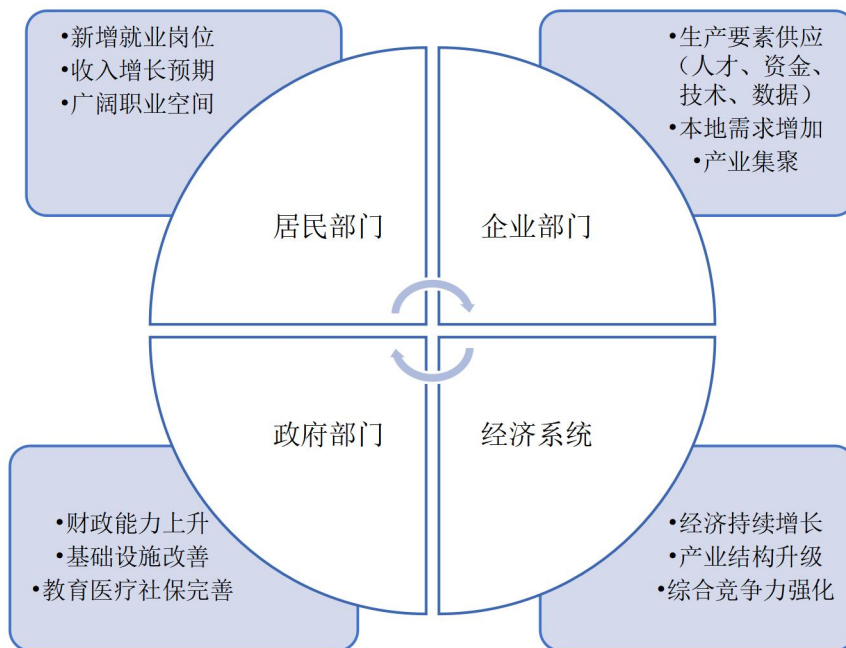 •新增就业岗位
•收入增长预期
•广阔职业空间
•生产要素供应
（人才、资金、
技术、数据）
•本地需求增加
•产业集聚
居民部门
企业部门
政府部门
经济系统
•财政能力上升
•基础设施改善
•教育医疗社保完善
•经济持续增长
•产业结构升级
•综合竞争力强化